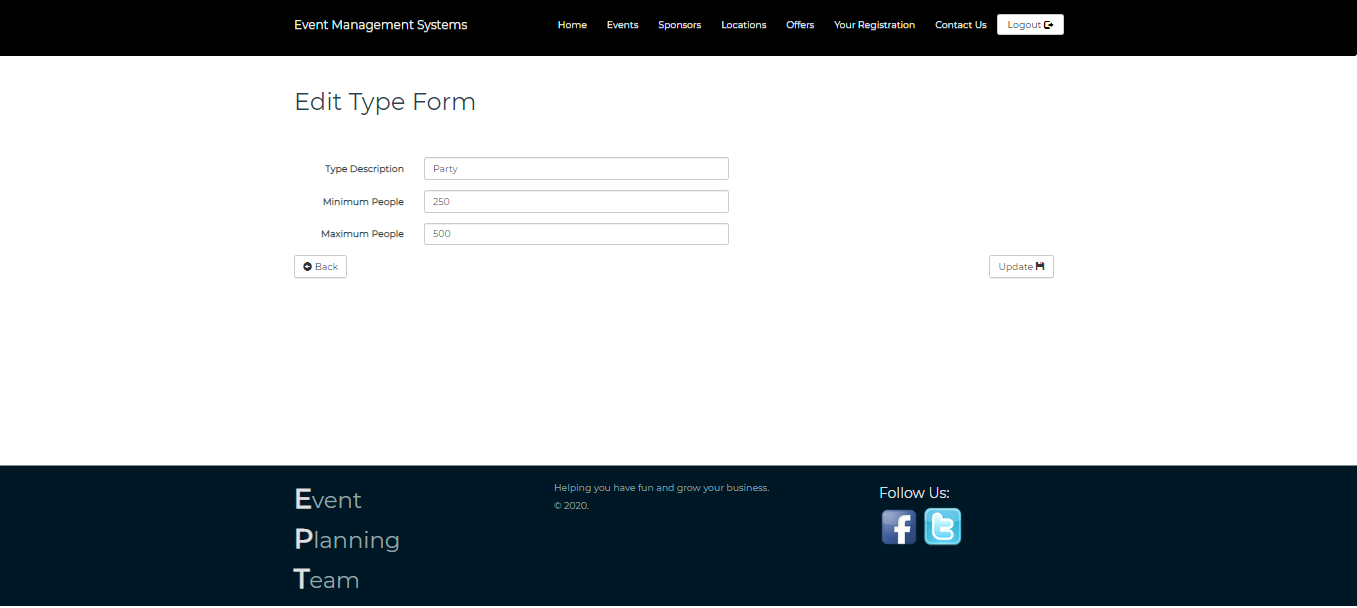 Event Management Systems Home Events Sponsors Locations Offers Your Registration Contact Us Logout
Edit Type Form
Type Description Party
Minimum People 250
Maximum People 500
Back Update
Event
Planning
Team
Helping you have fun and grow your business.
© 2020.
Follow Us:
f t